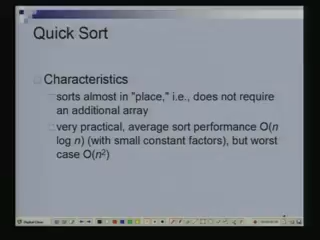 Quick Sort
Characteristics
sorts almost in "place," i.e., does not require
an additional array
very practical, average sort performance O(n
log n) (with small constant factors), but worst
case O(n²)